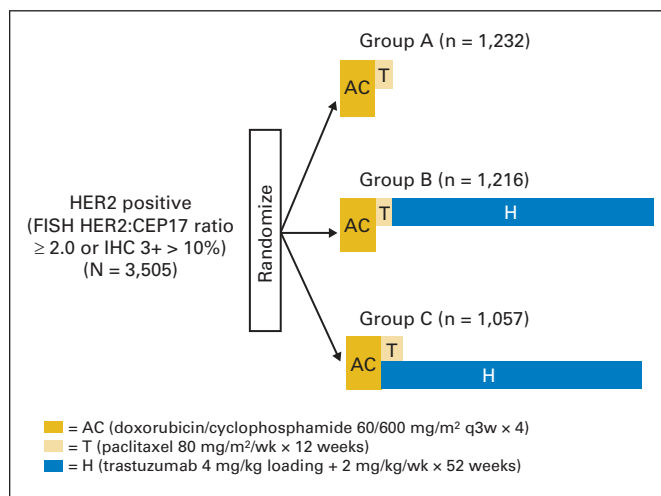 Group A (n = 1,232)
AC
T
Group B (n = 1,216)
AC
T
H
HER2 positive
(FISH HER2:CEP17 ratio
≥ 2.0 or IHC 3+ > 10%)
(N = 3,505)
Randomize
Group C (n = 1,057)
AC
T
H
= AC (doxorubicin/cyclophosphamide 60/600 mg/m² q3w × 4)
= T (paclitaxel 80 mg/m²/wk × 12 weeks)
= H (trastuzumab 4 mg/kg loading + 2 mg/kg/wk × 52 weeks)